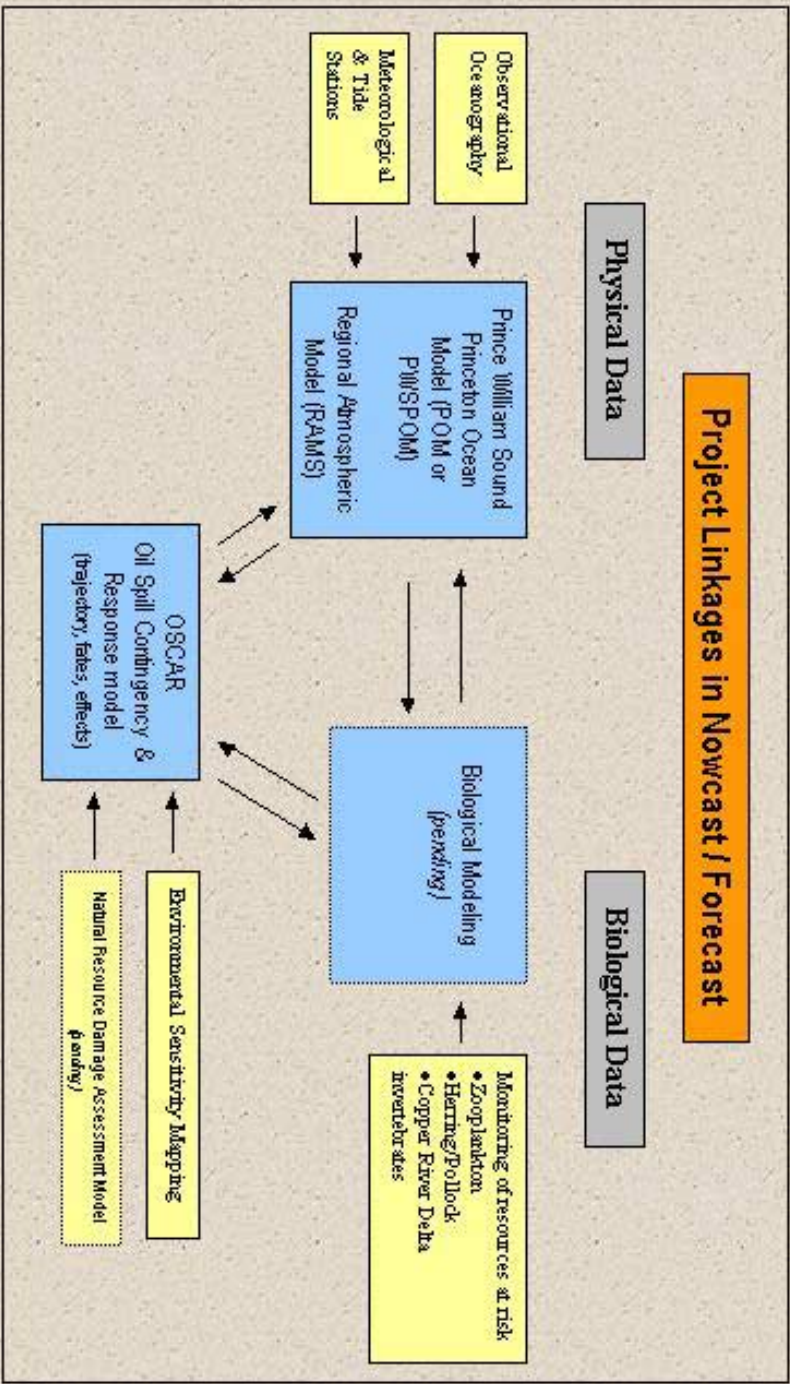 Project Linkages in Nowcast / Forecast
Physical Data
Biological Data
Observational
Oceanography
Meteorological
& Tide
Stations
Prince William Sound
Princeton Ocean
Model (POM or
PWSPOM)
Regional Atmospheric
Model (RAMS)
Biological Modeling
(pending)
Monitoring of resources at risk
•Zooplankton
•Herring/Pollock
•Copper River Delta
invertebrates
OSCAR
Oil Spill Contingency &
Response model
(trajectory, fates, effects)
Environmental Sensitivity Mapping
Natural Resource Damage Assessment Model
(pending)